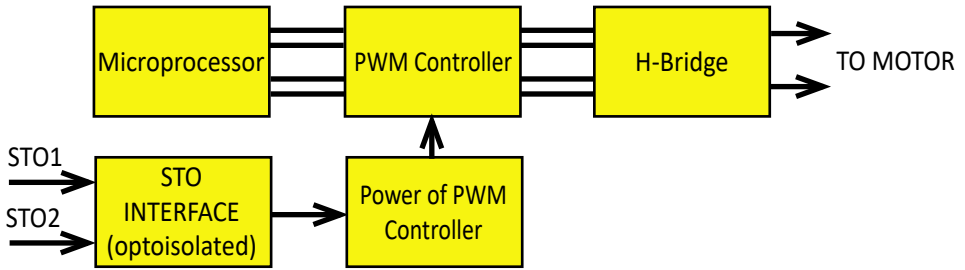 Microprocessor
PWM Controller
H-Bridge
TO MOTOR
STO1
STO2
STO
INTERFACE
(optoisolated)
Power of PWM
Controller